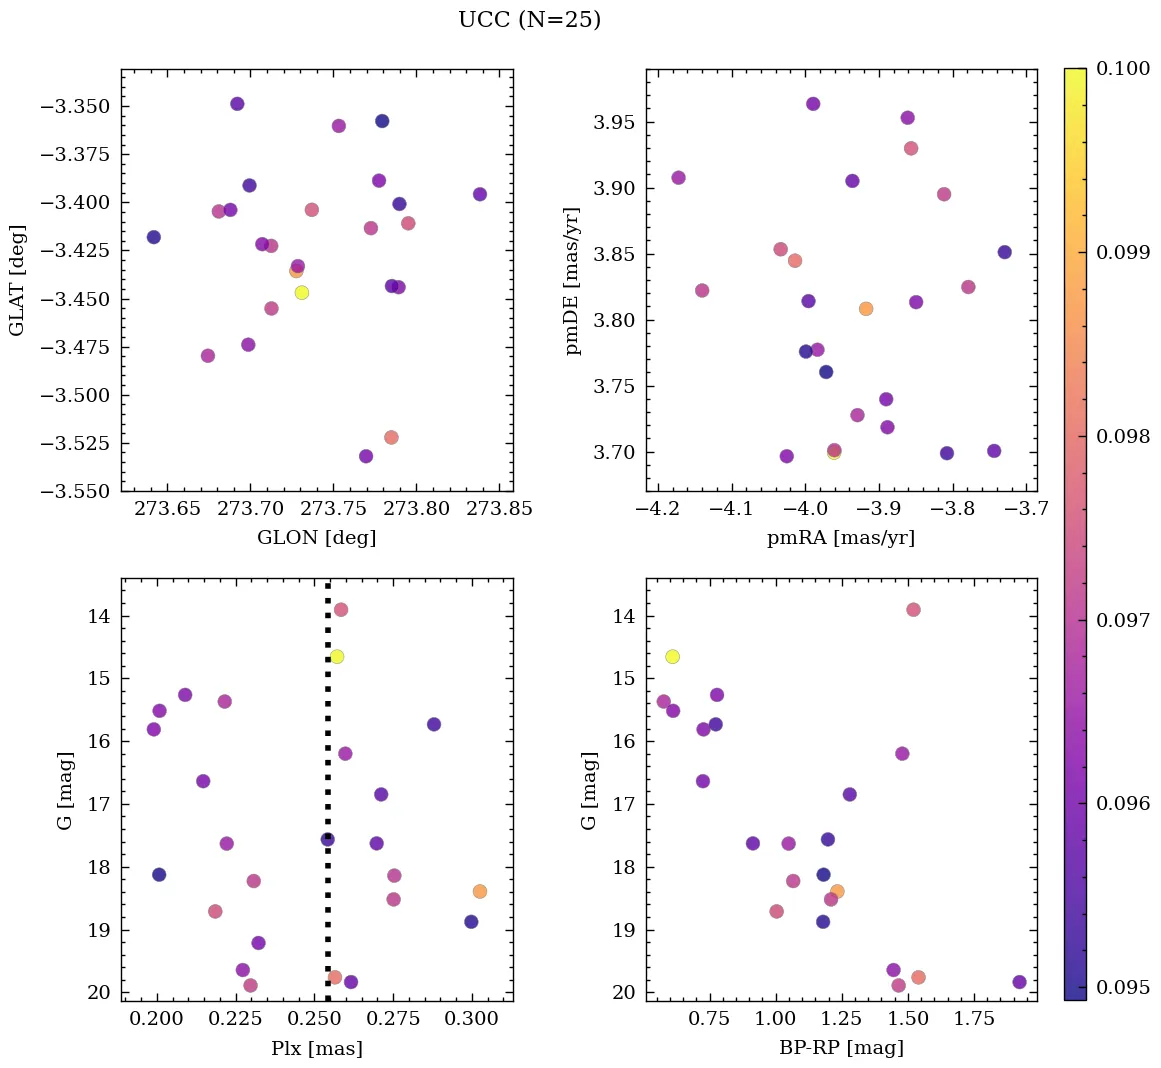 UCC (N=25)
−3.350
−3.375
−3.400
−3.425
−3.450
−3.475
−3.500
−3.525
−3.550
GLAT [deg]
273.65 273.70 273.75 273.80 273.85
GLON [deg]
3.95
3.90
3.85
3.80
3.75
3.70
pmDE [mas/yr]
−4.2 −4.1 −4.0 −3.9 −3.8 −3.7
pmRA [mas/yr]
14
15
16
17
18
19
20
G [mag]
0.200 0.225 0.250 0.275 0.300
Plx [mas]
14
15
16
17
18
19
20
G [mag]
0.75 1.00 1.25 1.50 1.75
BP-RP [mag]
0.100
0.099
0.098
0.097
0.096
0.095